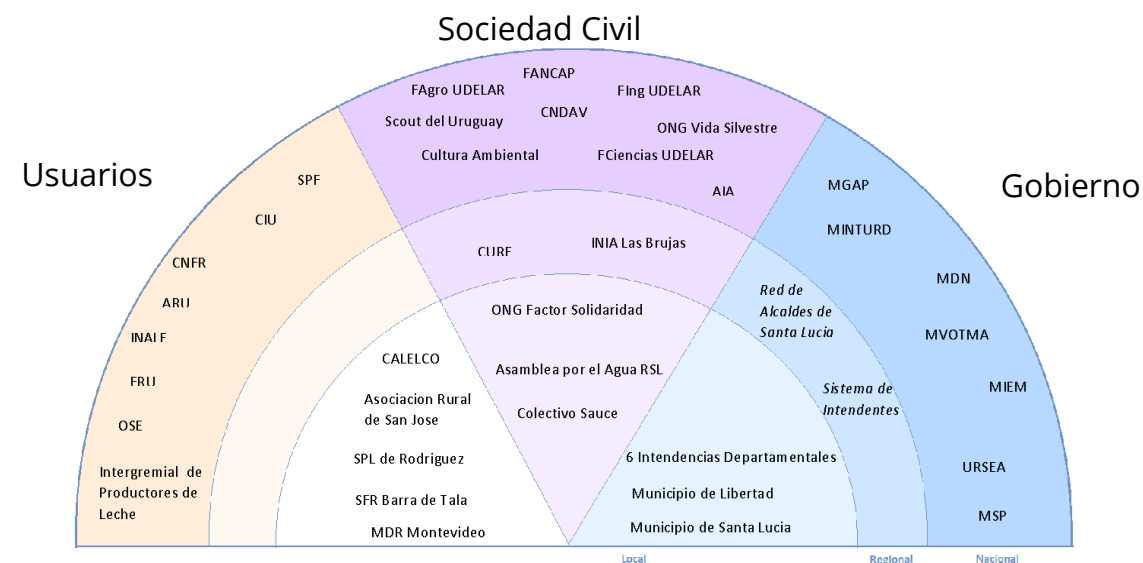 Sociedad Civil
Usuarios
Gobierno
FANCAP
FAgro UDELAR
FIng UDELAR
CNDAV
Scout del Uruguay
ONG Vida Silvestre
Cultura Ambiental
FCiencias UDELAR
AIA
CURF
INIA Las Brujas
ONG Factor Solidaridad
Asamblea por el Agua RSL
Colectivo Sauce
SPF
CIU
CNFR
ARU
INALE
FRU
OSE
Intergremial de
Productores de
Leche
CALELCO
Asociacion Rural
de San Jose
SPL de Rodriguez
SFR Barra de Tala
MDR Montevideo
MGAP
MINTURD
MDN
MVOTMA
MIEM
URSEA
MSP
Red de
Alcaldes de
Santa Lucia
Sistema de
Intendentes
6 Intendencias Departamentales
Municipio de Libertad
Municipio de Santa Lucia
Local
Regional
Nacional